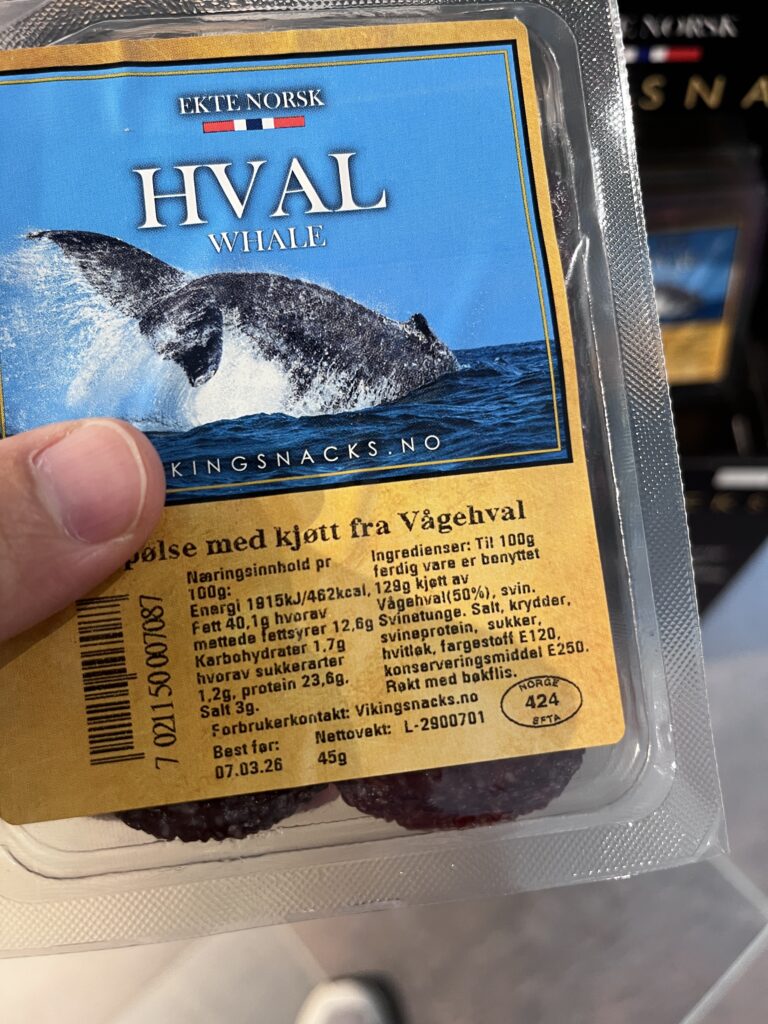 EKTE NORSK
HVAL
WHALE
KINGSNACKS.NO
pølse med kjøtt fra Vågehval
Næringsinnhold pr
100g:
Energi 1915kJ/462kcal,
Fett 40,1g hvorav
mettede fettsyrer 12,6g
Karbohydrater 1.7g
hvorav sukkerarter
1,2g, protein 23,6g.
Salt 3g.
Ingredienser: Til 100g
ferdig vare er benyttet
129g kjøtt av
Vågehval(50%), svin.
Svinetunge. Salt, krydder,
svineprotein, sukker,
hvitløk, fargestoff E120,
konserveringsmiddel E250.
Røkt med bøkflis.
Forbrukerkontakt: Vikingsnacks.no
Best før:
07.03.26
Nettovekt:
45g
L-2900701
NORGE
424
EFTA
7 021150 007087
EKTE NORSK
SNA